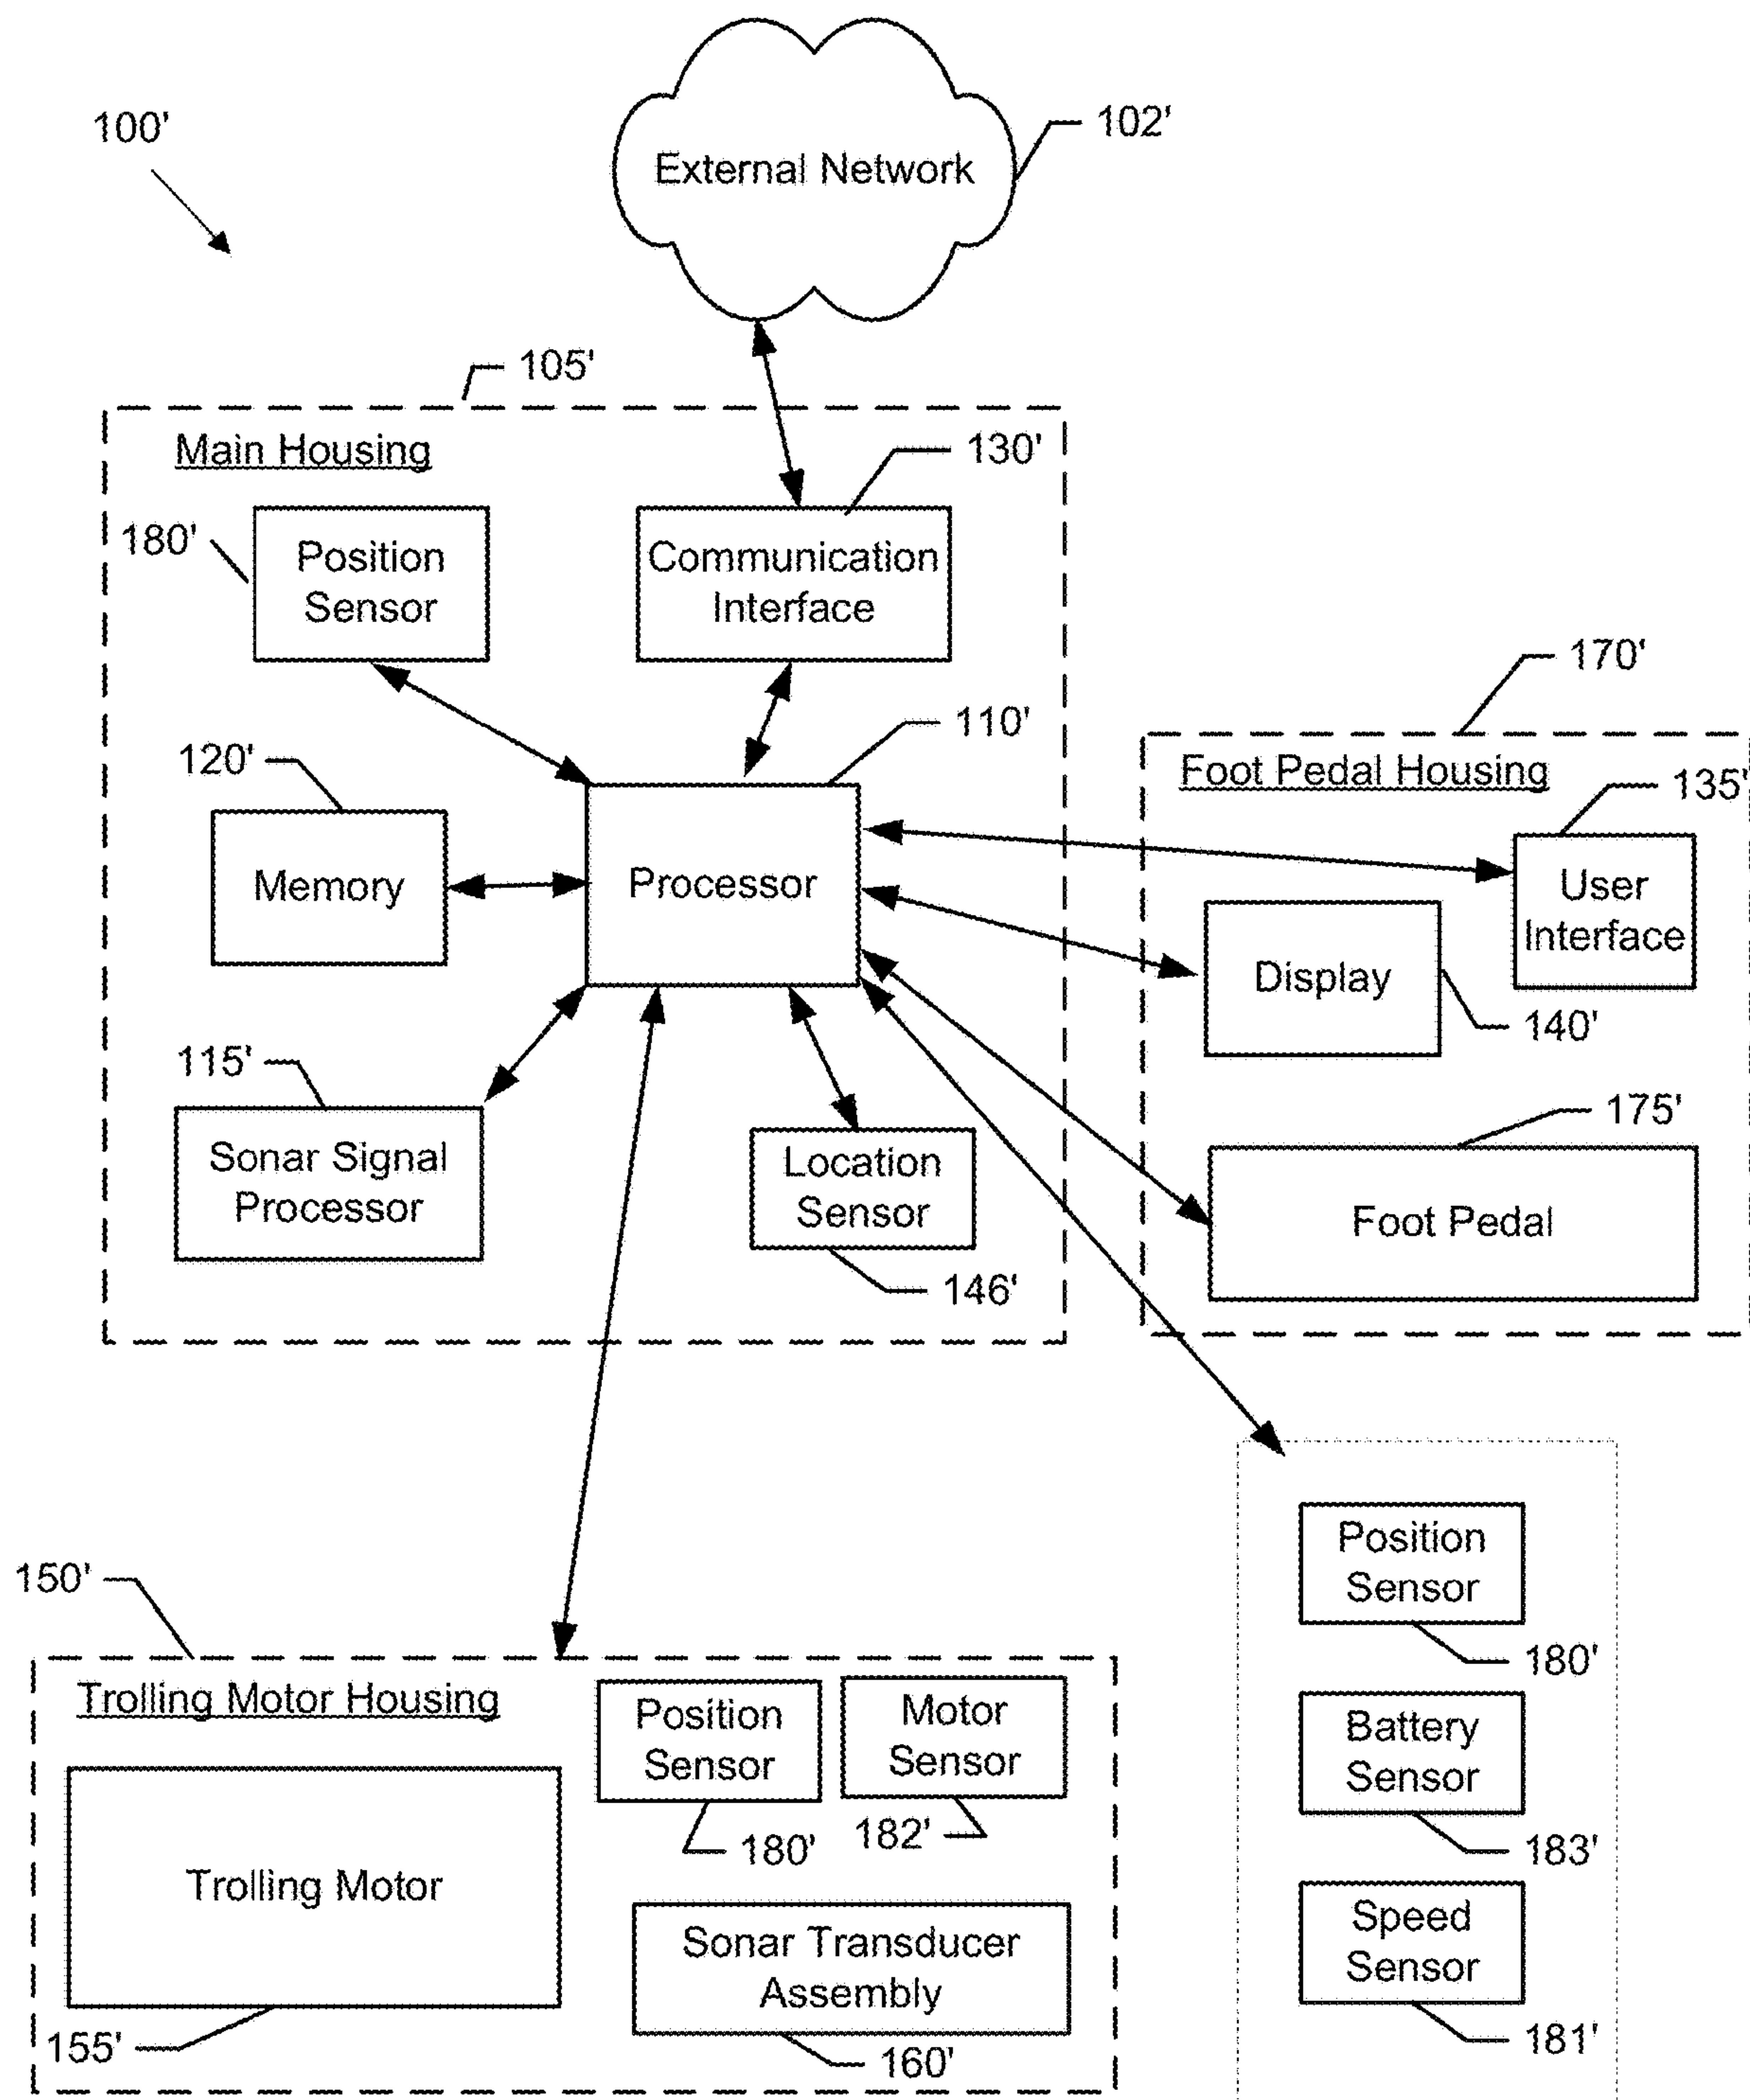 100'
External Network
102'
105'
Main Housing
130'
180'
Position
Sensor
Communication
Interface
170'
110'
120'
Foot Pedal Housing
135'
Memory
Processor
User
Interface
Display
140'
115'
175'
Sonar Signal
Processor
Location
Sensor
Foot Pedal
146'
Position
Sensor
180'
150'
Trolling Motor Housing
Position
Sensor
Motor
Sensor
Battery
Sensor
180'
182'
183'
Trolling Motor
Speed
Sensor
Sonar Transducer
Assembly
155'
160'
181'